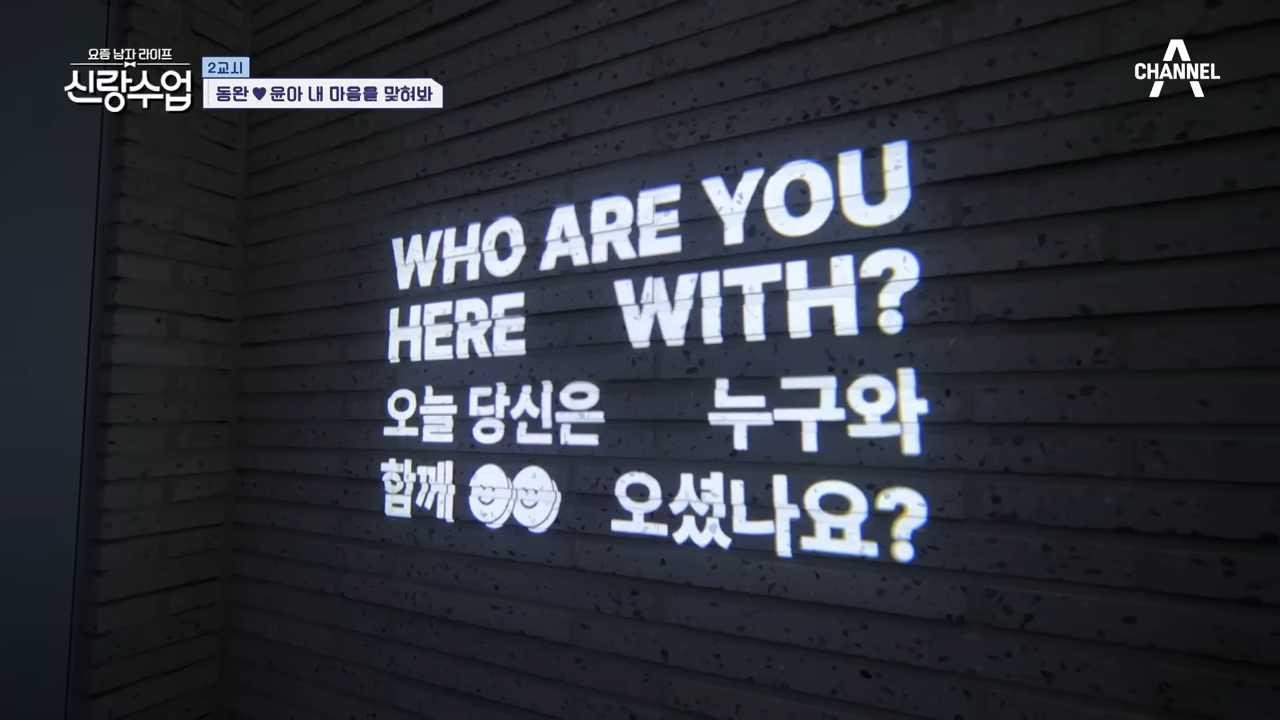 요즘 남자 라이프
신랑수업
2교시
동완♥윤아 내 마음을 맞혀봐
CHANNEL A
WHO ARE YOU
HERE WITH?
오늘 당신은 누구와
함께 오셨나요?